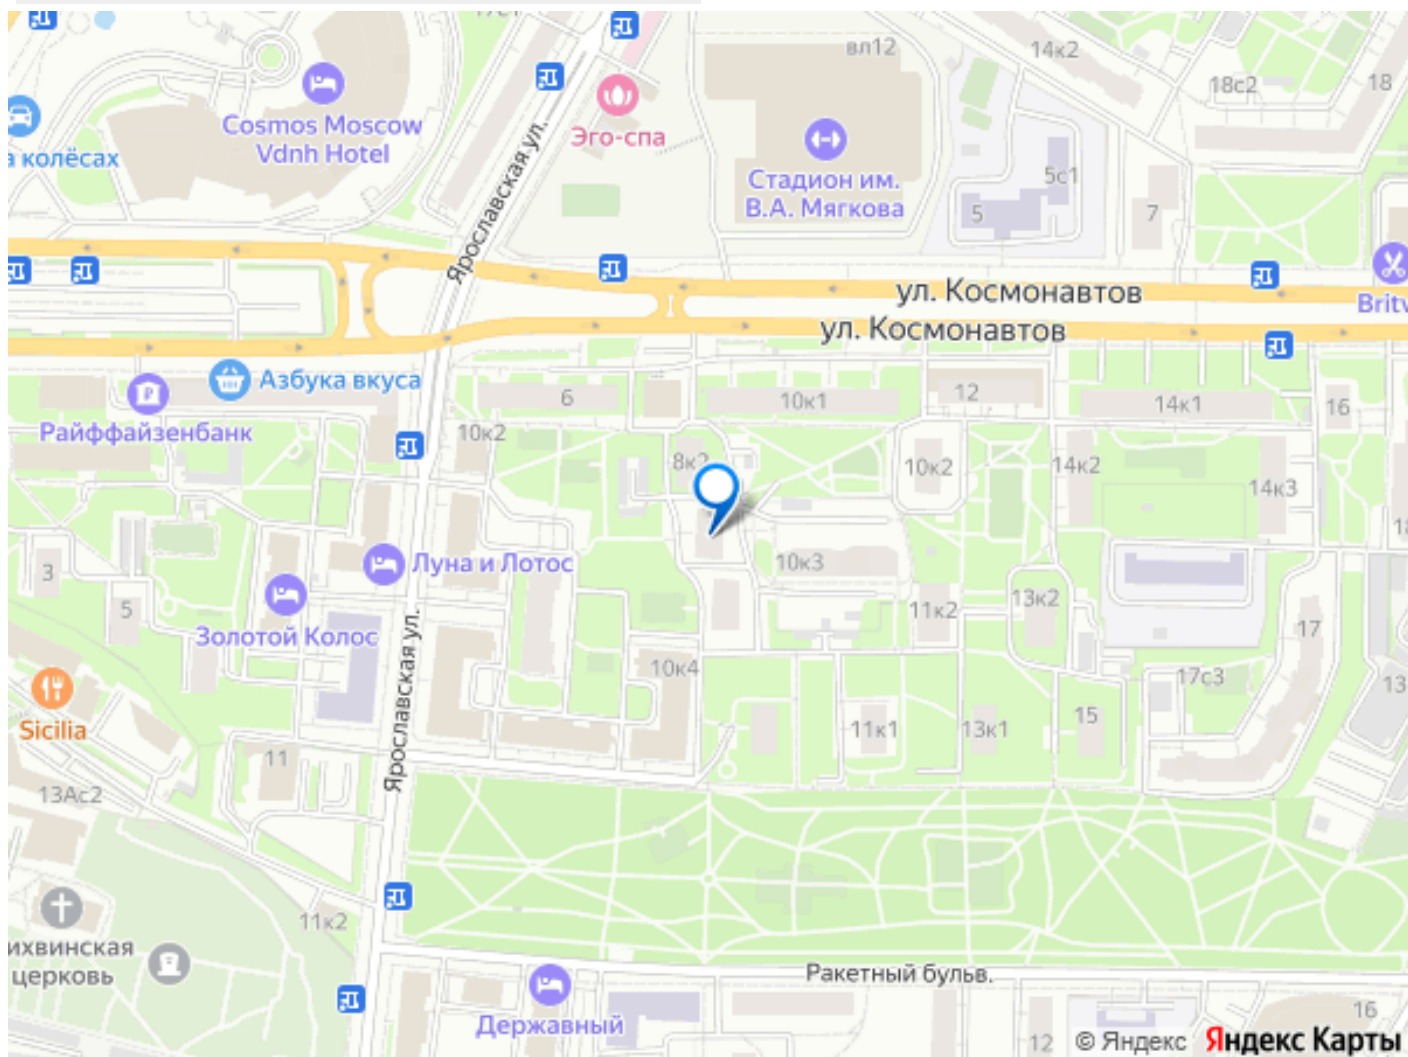 вл12
14к2
18с2
18
Cosmos Moscow
Vdnh Hotel
Эго-спа
а колёсах
Стадион им.
В.А. Мягкова
5с1
5
7
Ярославская ул.
ул. Космонавтов
ул. Космонавтов
Britv
Азбука вкуса
Райффайзенбанк
6
10к1
12
14к1
16
10к2
8к2
10к2
14к2
14к3
18
Луна и Лотос
10к3
3
5
Золотой Колос
11к2
13к2
17
Ярославская ул.
10к4
17с3
13
Sicilia
11к1
13к1
15
11
13Ас2
11к2
ихвинская
церковь
Ракетный бульв.
Державный
12
16
© Яндекс Яндекс Карты